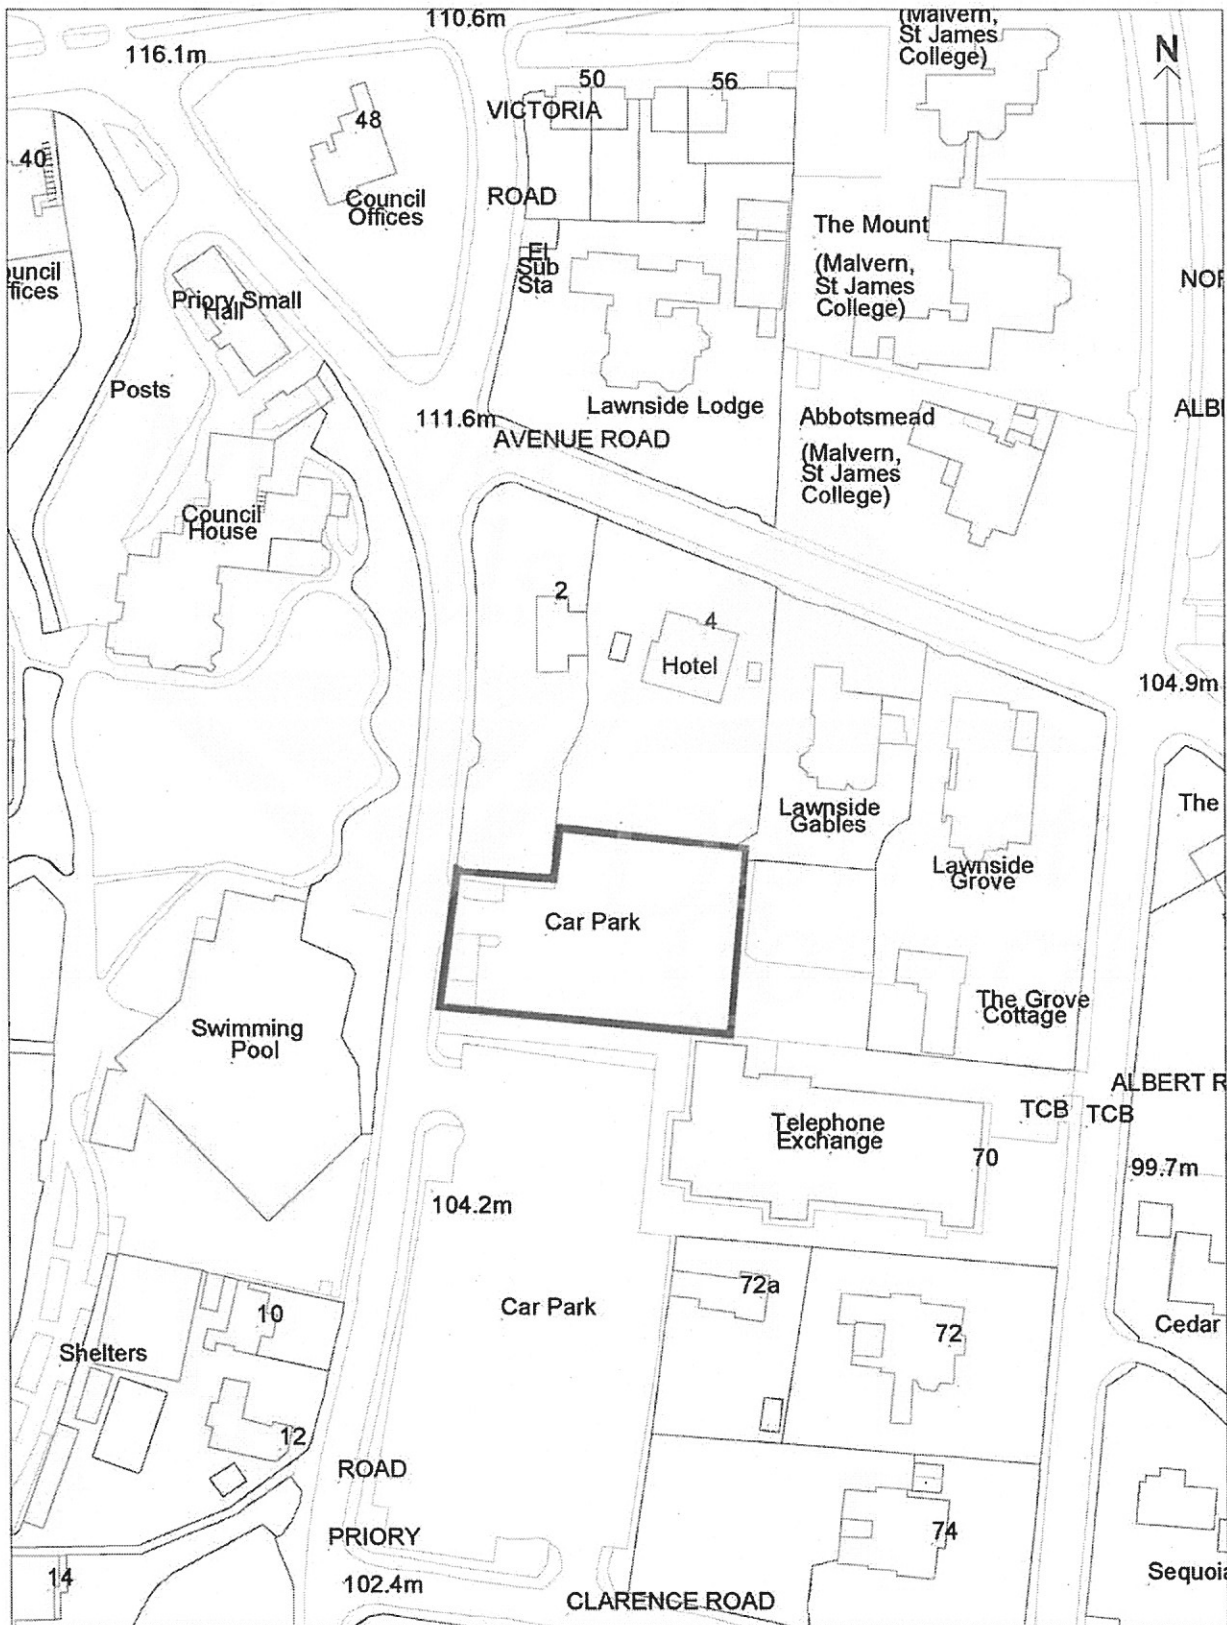 110.6m
(Malvern,
St James
College)
N
116.1m
50
56
VICTORIA
48
40
ROAD
Council
Offices
The Mount
El
Sub
Sta
(Malvern,
St James
College)
Priory Small
Hall
Posts
Lawnside Lodge
Abbotsmead
111.6m
AVENUE ROAD
(Malvern,
St James
College)
Council
House
2
4
Hotel
104.9m
The
Lawnside
Gables
Lawnside
Grove
Car Park
The Grove
Cottage
Swimming
Pool
ALBERT R
TCB
TCB
Telephone
Exchange
70
99.7m
104.2m
72a
Car Park
10
72
Cedar
Shelters
12
ROAD
PRIORY
74
14
102.4m
Sequoia
CLARENCE ROAD